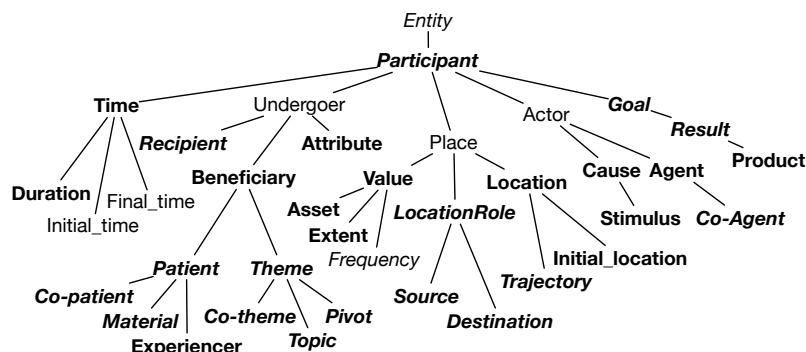 Entity
Participant
Time
Undergoer
Goal
Actor
Recipient
Attribute
Place
Result
Product
Duration
Final_time
Initial_time
Beneficiary
Value
Location
Cause
Agent
Asset
LocationRole
Stimulus
Co-Agent
Extent
Frequency
Initial_location
Patient
Theme
Trajectory
Co-patient
Source
Material
Co-theme
Pivot
Destination
Experiencer
Topic